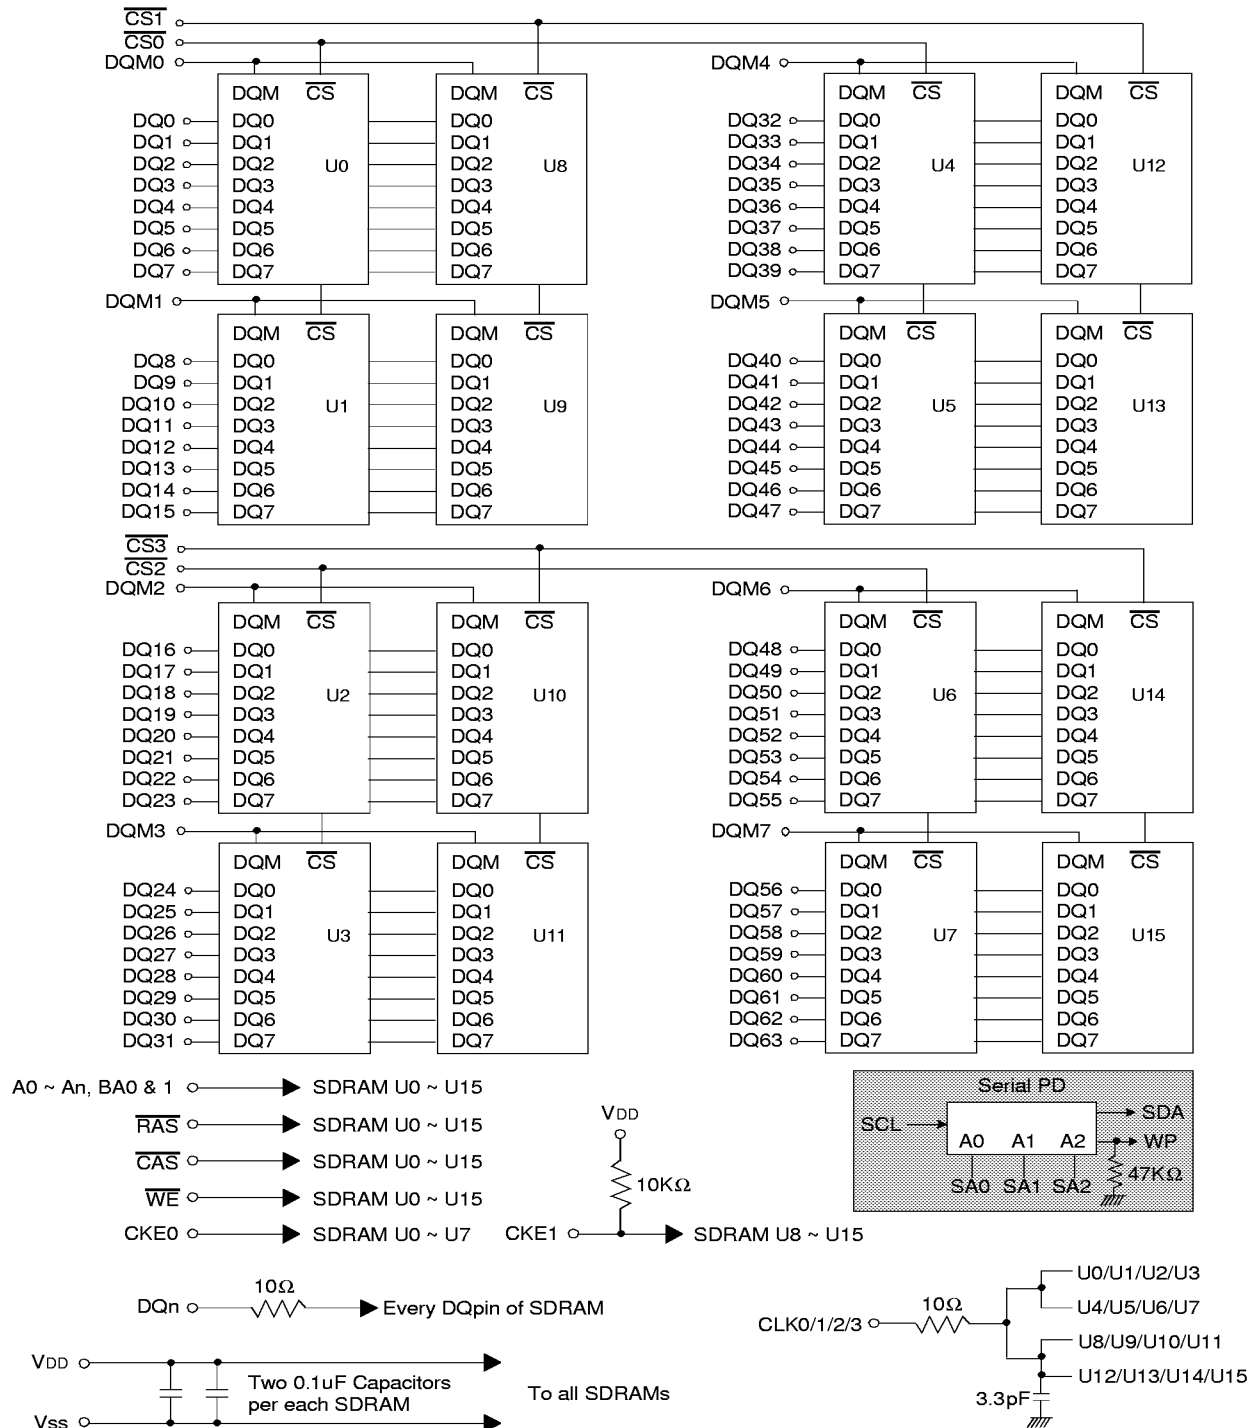 CS1
CS0
DQM0 DQM4
DQM CS DQM CS DQM CS DQM CS
DQ0 DQ0 DQ0 DQ32 DQ0 DQ0
DQ1 DQ1 DQ1 DQ33 DQ1 DQ1
DQ2 DQ2 U0 DQ2 U8 DQ34 DQ2 U4 DQ2 U12
DQ3 DQ3 DQ3 DQ35 DQ3 DQ3
DQ4 DQ4 DQ4 DQ36 DQ4 DQ4
DQ5 DQ5 DQ5 DQ37 DQ5 DQ5
DQ6 DQ6 DQ6 DQ38 DQ6 DQ6
DQ7 DQ7 DQ7 DQ39 DQ7 DQ7
DQM1 DQM5
DQM CS DQM CS DQM CS DQM CS
DQ8 DQ0 DQ0 DQ40 DQ0 DQ0
DQ9 DQ1 DQ1 DQ41 DQ1 DQ1
DQ10 DQ2 U1 DQ2 U9 DQ42 DQ2 U5 DQ2 U13
DQ11 DQ3 DQ3 DQ43 DQ3 DQ3
DQ12 DQ4 DQ4 DQ44 DQ4 DQ4
DQ13 DQ5 DQ5 DQ45 DQ5 DQ5
DQ14 DQ6 DQ6 DQ46 DQ6 DQ6
DQ15 DQ7 DQ7 DQ47 DQ7 DQ7
CS3
CS2
DQM2 DQM6
DQM CS DQM CS DQM CS DQM CS
DQ16 DQ0 DQ0 DQ48 DQ0 DQ0
DQ17 DQ1 DQ1 DQ49 DQ1 DQ1
DQ18 DQ2 U2 DQ2 U10 DQ50 DQ2 U6 DQ2 U14
DQ19 DQ3 DQ3 DQ51 DQ3 DQ3
DQ20 DQ4 DQ4 DQ52 DQ4 DQ4
DQ21 DQ5 DQ5 DQ53 DQ5 DQ5
DQ22 DQ6 DQ6 DQ54 DQ6 DQ6
DQ23 DQ7 DQ7 DQ55 DQ7 DQ7
DQM3 DQM7
DQM CS DQM CS DQM CS DQM CS
DQ24 DQ0 DQ0 DQ56 DQ0 DQ0
DQ25 DQ1 DQ1 DQ57 DQ1 DQ1
DQ26 DQ2 U3 DQ2 U11 DQ58 DQ2 U7 DQ2 U15
DQ27 DQ3 DQ3 DQ59 DQ3 DQ3
DQ28 DQ4 DQ4 DQ60 DQ4 DQ4
DQ29 DQ5 DQ5 DQ61 DQ5 DQ5
DQ30 DQ6 DQ6 DQ62 DQ6 DQ6
DQ31 DQ7 DQ7 DQ63 DQ7 DQ7
A0 ~ An, BA0 & 1 SDRAM U0 ~ U15
RAS SDRAM U0 ~ U15
CAS SDRAM U0 ~ U15
WE SDRAM U0 ~ U15
CKE0 SDRAM U0 ~ U7
VDD
10KΩ
CKE1 SDRAM U8 ~ U15
Serial PD
SCL SDA
A0 A1 A2 WP
SA0 SA1 SA2 47KΩ
DQn 10Ω Every DQpin of SDRAM
CLK0/1/2/3 10Ω
U0/U1/U2/U3
U4/U5/U6/U7
U8/U9/U10/U11
U12/U13/U14/U15
3.3pF
VDD
Two 0.1uF Capacitors
per each SDRAM
To all SDRAMs
Vss